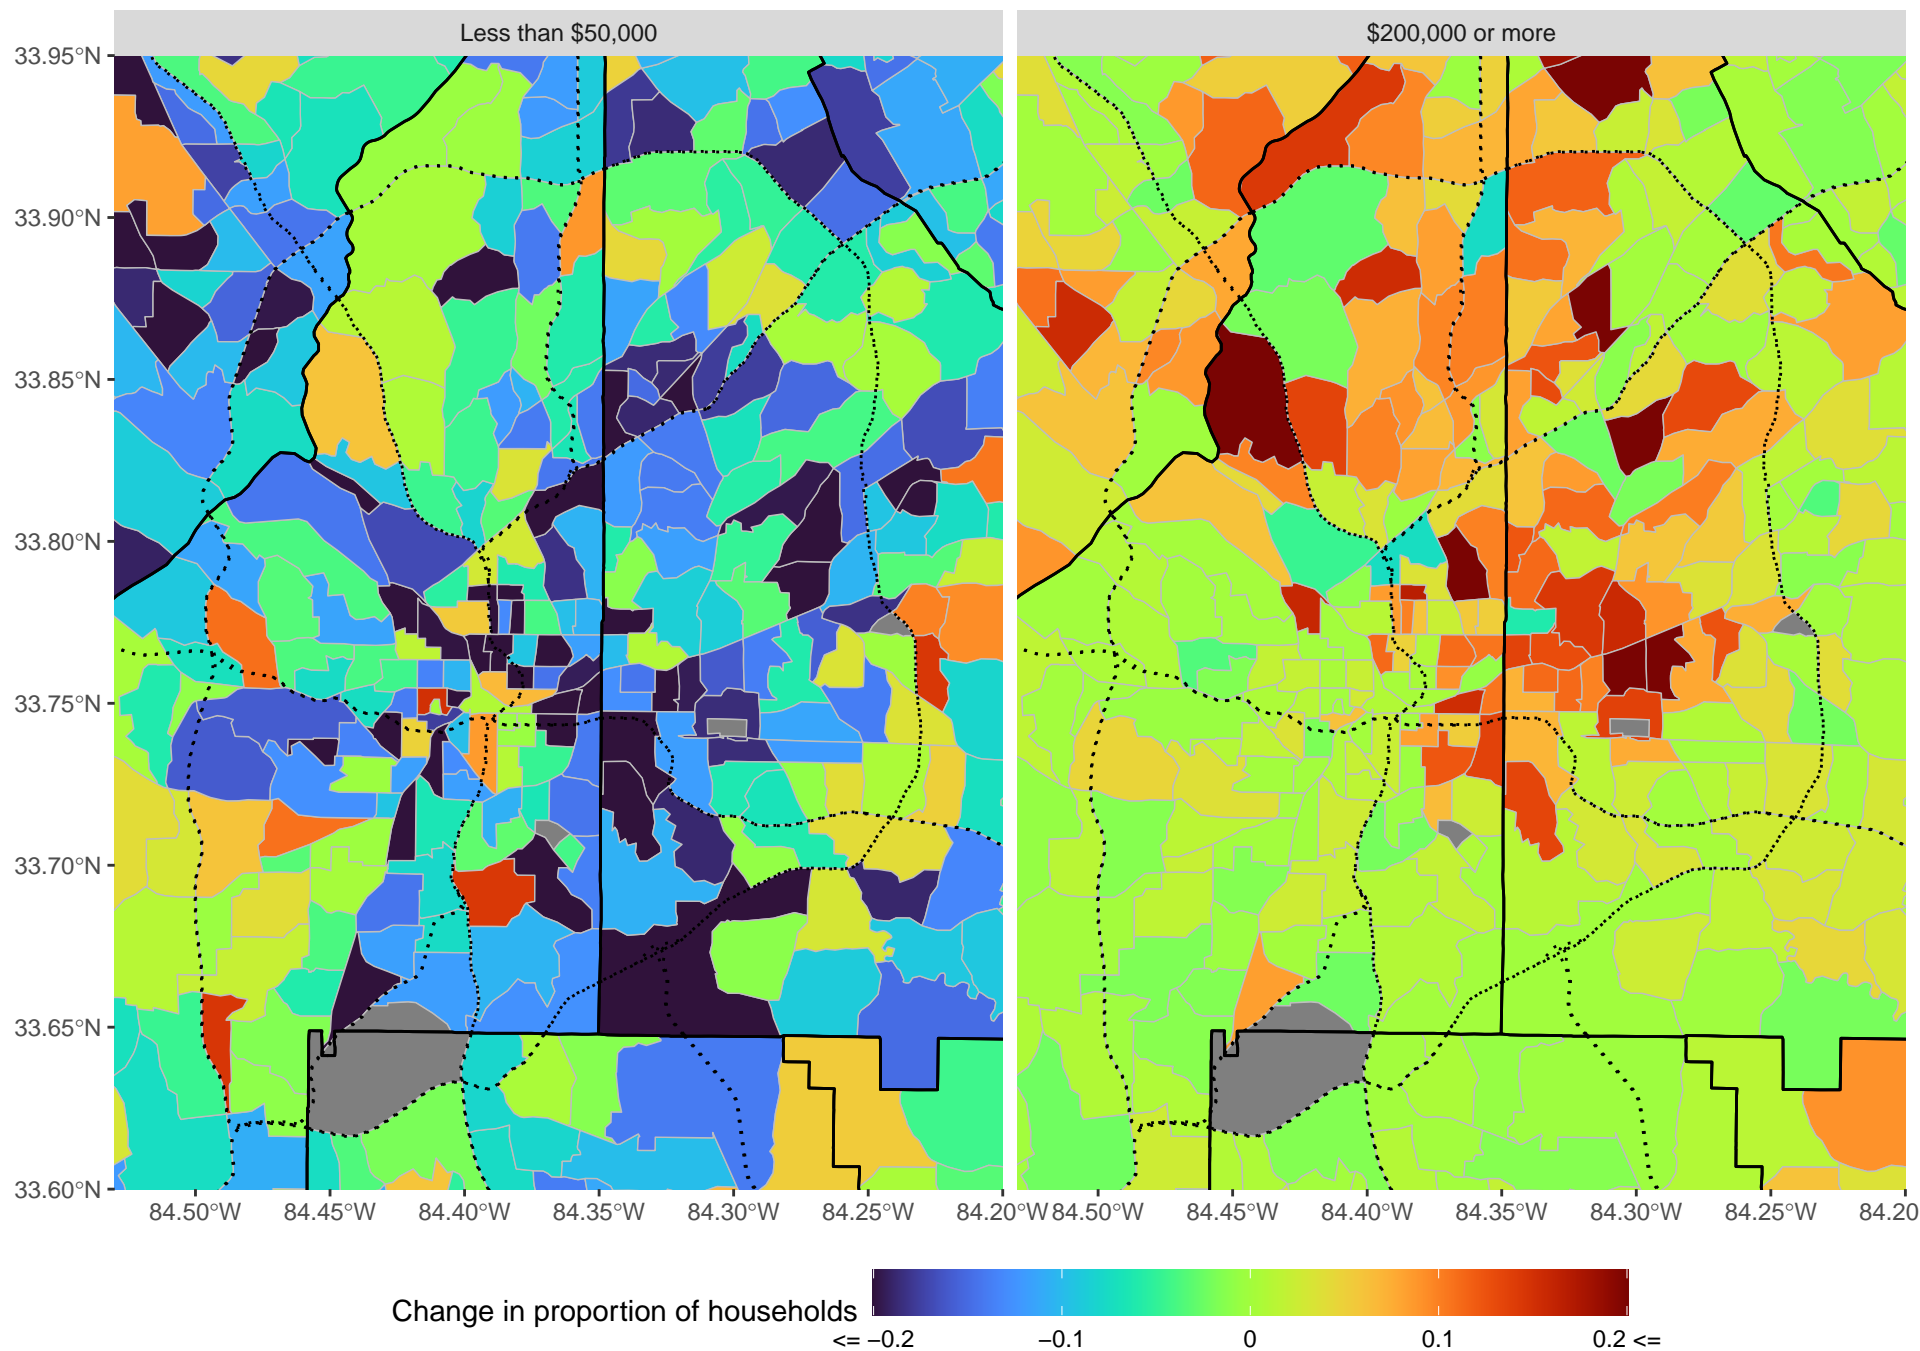 Less than $50,000
$200,000 or more
33.95°N
33.90°N
33.85°N
33.80°N
33.75°N
33.70°N
33.65°N
33.60°N
84.50°W 84.45°W 84.40°W 84.35°W 84.30°W 84.25°W 84.20°W 84.50°W 84.45°W 84.40°W 84.35°W 84.30°W 84.25°W 84.20
Change in proportion of households
<= −0.2 −0.1 0 0.1 0.2 <=